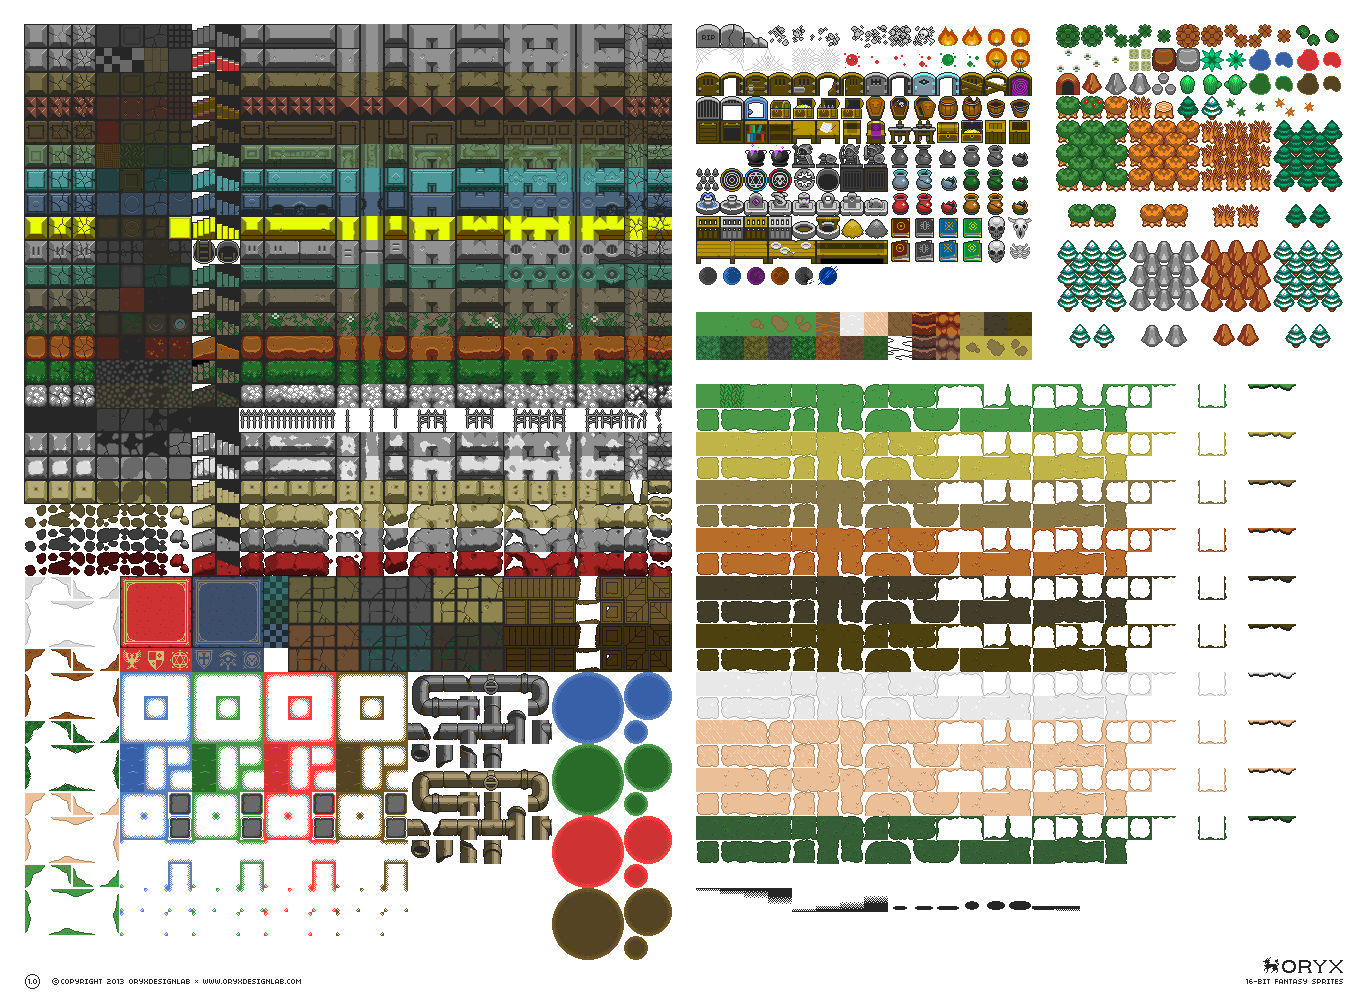 RIP
1.0 ©COPYRIGHT 2013 ORYXDESIGNLAB × WWW.ORYXDESIGNLAB.COM
ORYX
16-BIT FANTASY SPRITES